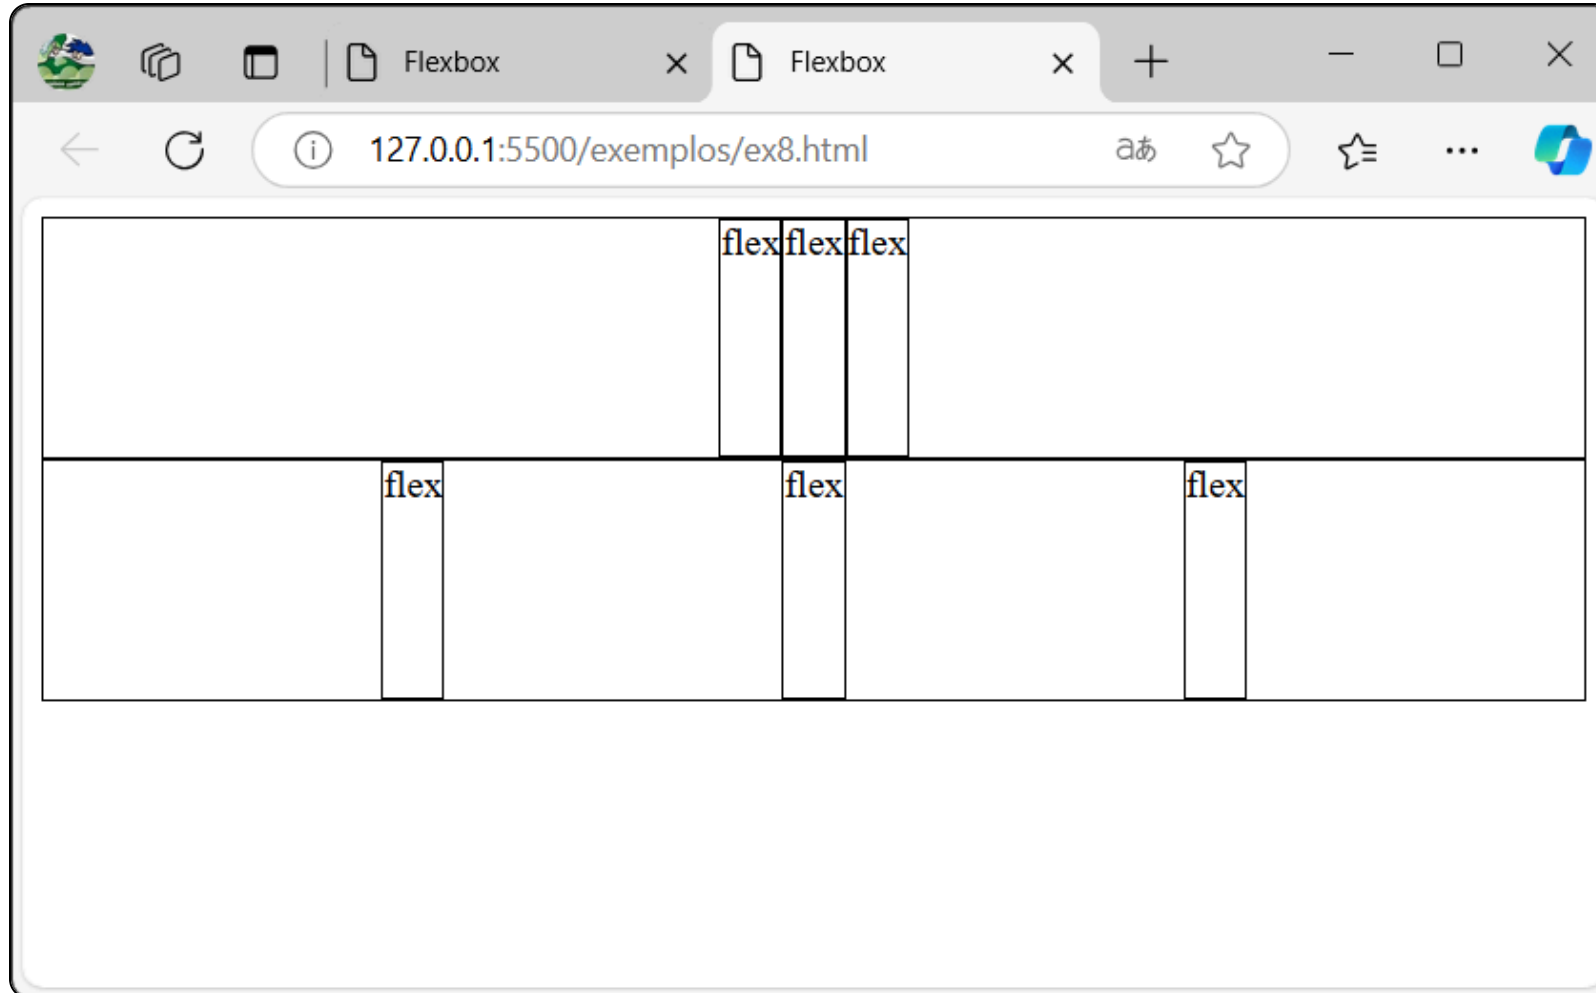 Flexbox
Flexbox
127.0.0.1:5500/exemplos/ex8.html
aあ
flex flex flex
flex flex flex